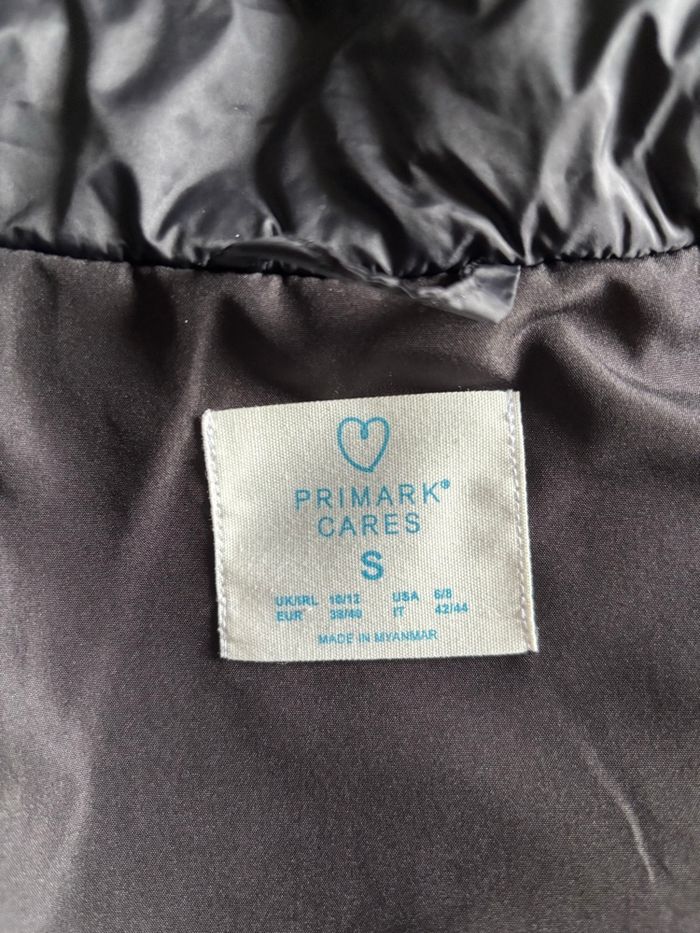 PRIMARK®
CARES
S
UK/IRL 10/12 USA 6/8
EUR 38/40 IT 42/44
MADE IN MYANMAR